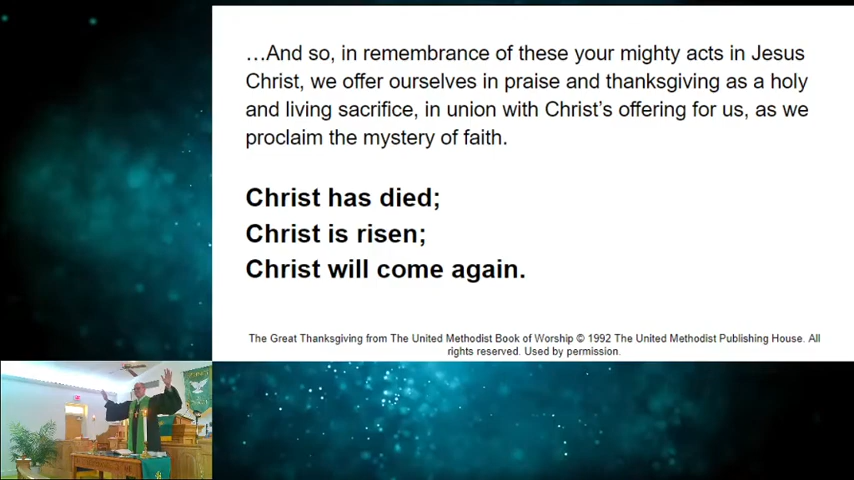 …And so, in remembrance of these your mighty acts in Jesus
Christ, we offer ourselves in praise and thanksgiving as a holy
and living sacrifice, in union with Christ’s offering for us, as we
proclaim the mystery of faith.
Christ has died;
Christ is risen;
Christ will come again.
The Great Thanksgiving from The United Methodist Book of Worship © 1992 The United Methodist Publishing House. All
rights reserved. Used by permission.